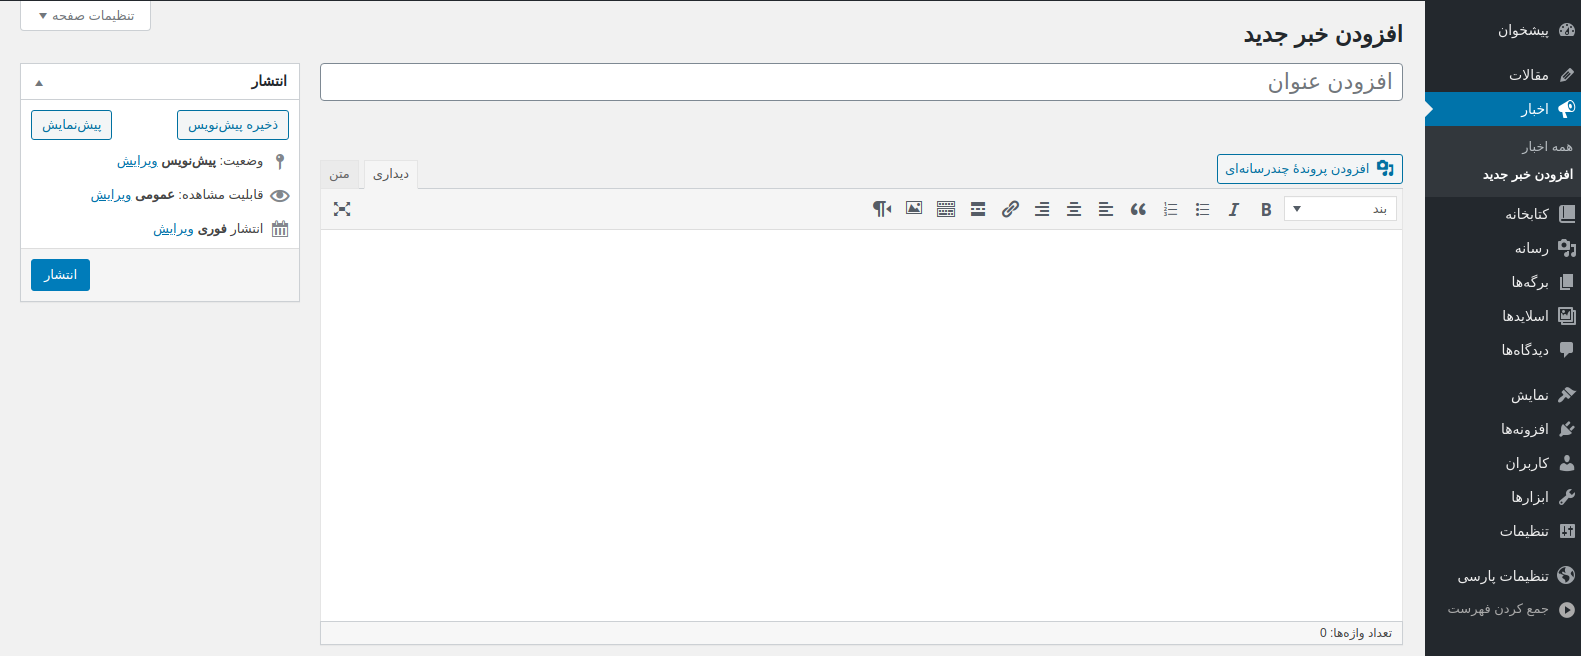 پیشخوان
مقالات
اخبار
همه اخبار
افزودن خبر جدید
کتابخانه
رسانه
برگه‌ها
اسلایدها
دیدگاه‌ها
نمایش
افزونه‌ها
کاربران
ابزارها
تنظیمات
تنظیمات پارسی
جمع کردن فهرست
تنظیمات صفحه
افزودن خبر جدید
افزودن عنوان
افزودن پروندهٔ چندرسانه‌ای
دیداری
متن
بند
B I
تعداد واژه‌ها: 0
انتشار
ذخیره پیش‌نویس
پیش‌نمایش
وضعیت: پیش‌نویس ویرایش
قابلیت مشاهده: عمومی ویرایش
انتشار فوری ویرایش
انتشار